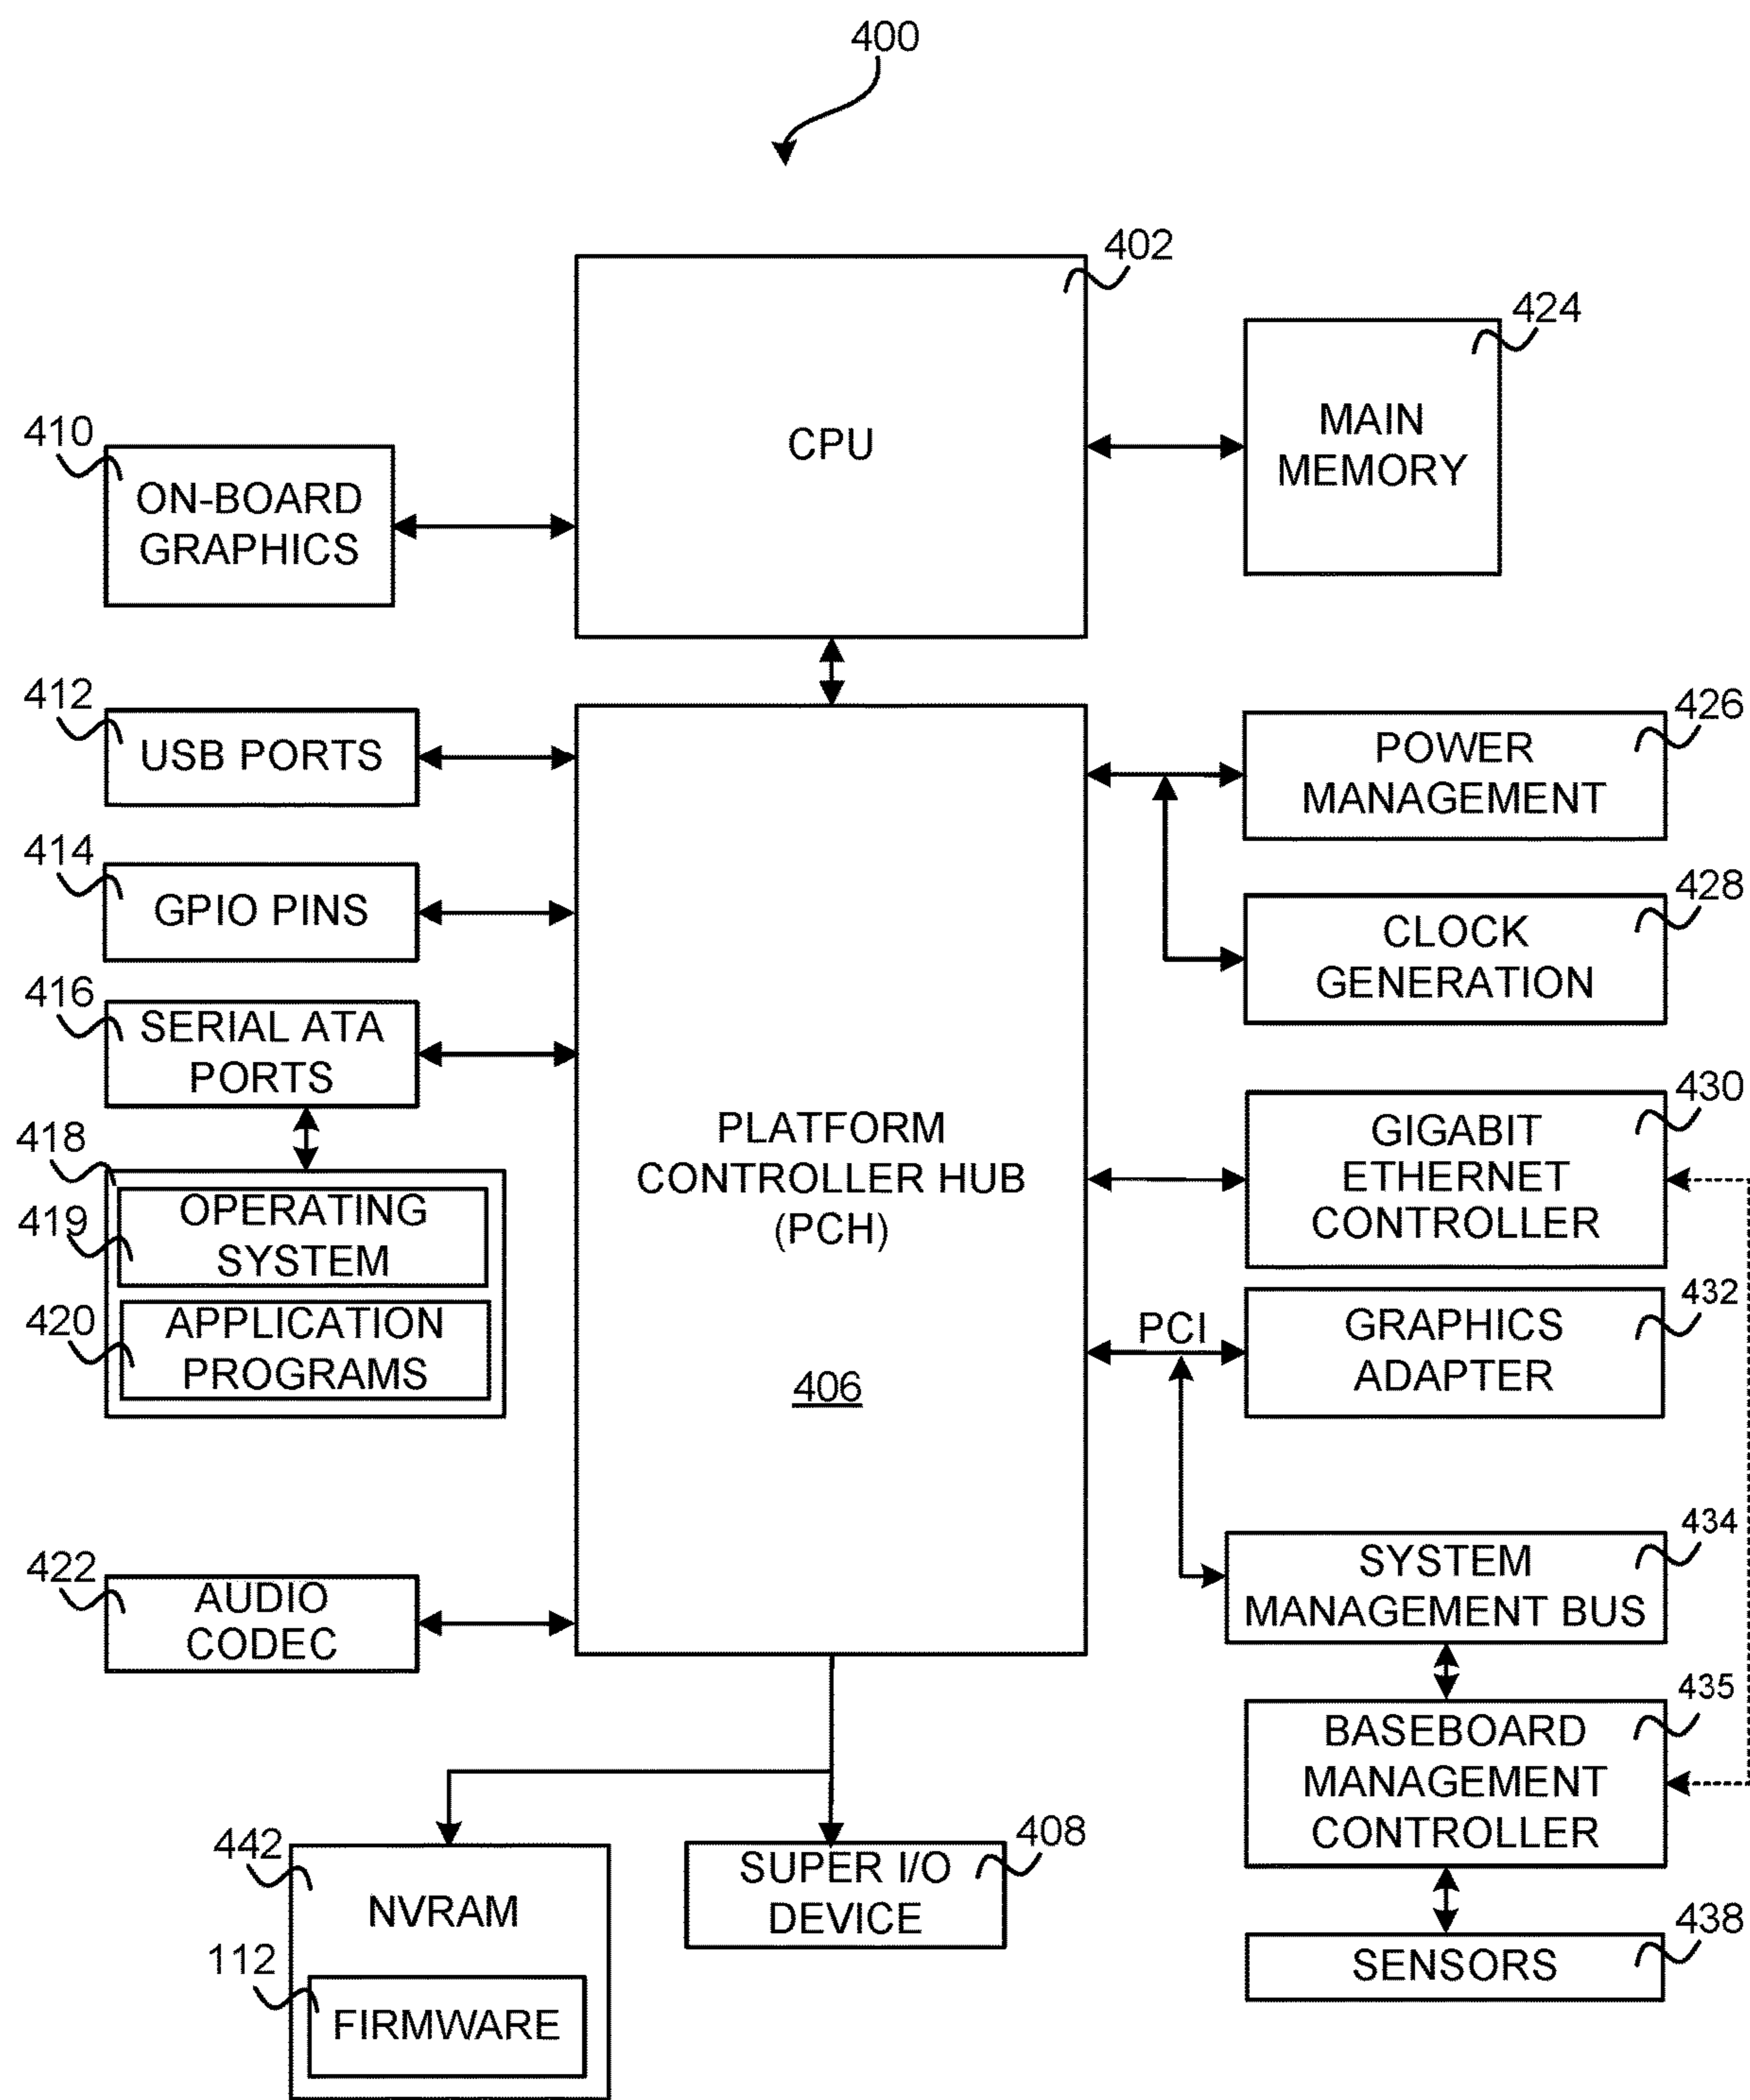 400
402
CPU
424
MAIN
MEMORY
410
ON-BOARD
GRAPHICS
412
USB PORTS
414
GPIO PINS
416
SERIAL ATA
PORTS
418
419
OPERATING
SYSTEM
420
APPLICATION
PROGRAMS
422
AUDIO
CODEC
PLATFORM
CONTROLLER HUB
(PCH)
406
426
POWER
MANAGEMENT
428
CLOCK
GENERATION
430
GIGABIT
ETHERNET
CONTROLLER
PCI
432
GRAPHICS
ADAPTER
434
SYSTEM
MANAGEMENT BUS
435
BASEBOARD
MANAGEMENT
CONTROLLER
438
SENSORS
442
NVRAM
112
FIRMWARE
408
SUPER I/O
DEVICE